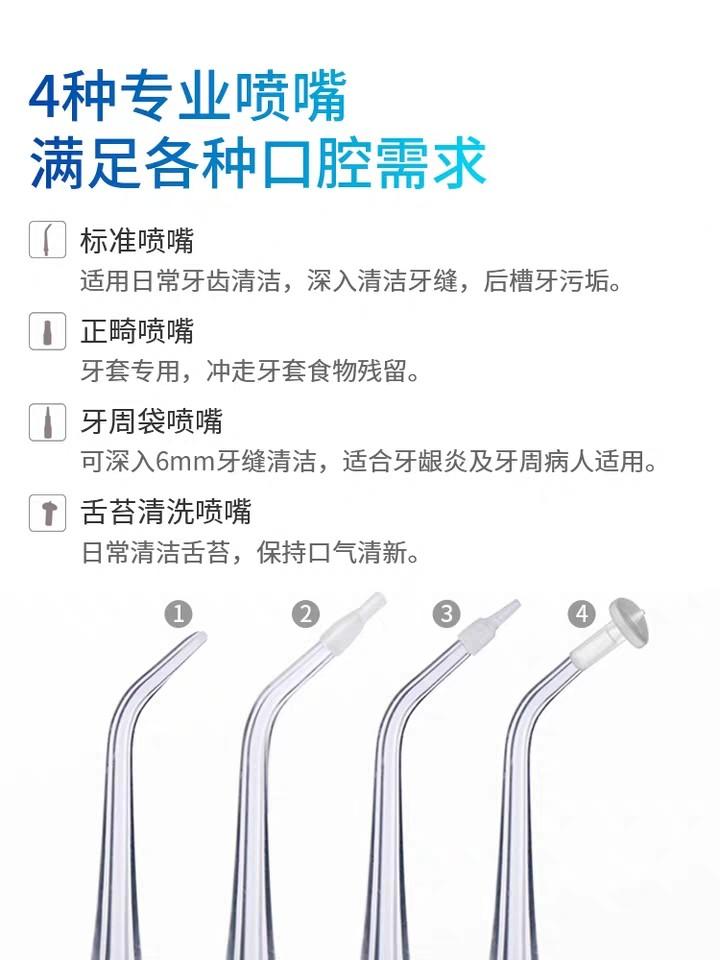 4种专业喷嘴
满足各种口腔需求
标准喷嘴
适用日常牙齿清洁，深入清洁牙缝，后槽牙污垢。
正畸喷嘴
牙套专用，冲走牙套食物残留。
牙周袋喷嘴
可深入6mm牙缝清洁，适合牙龈炎及牙周病人适用。
舌苔清洗喷嘴
日常清洁舌苔，保持口气清新。
1 2 3 4